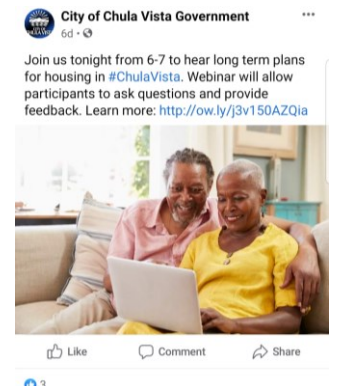 City of Chula Vista Government
6d
Join us tonight from 6-7 to hear long term plans
for housing in #ChulaVista. Webinar will allow
participants to ask questions and provide
feedback. Learn more: http://ow.ly/j3v150AZQia
Like Comment Share
3